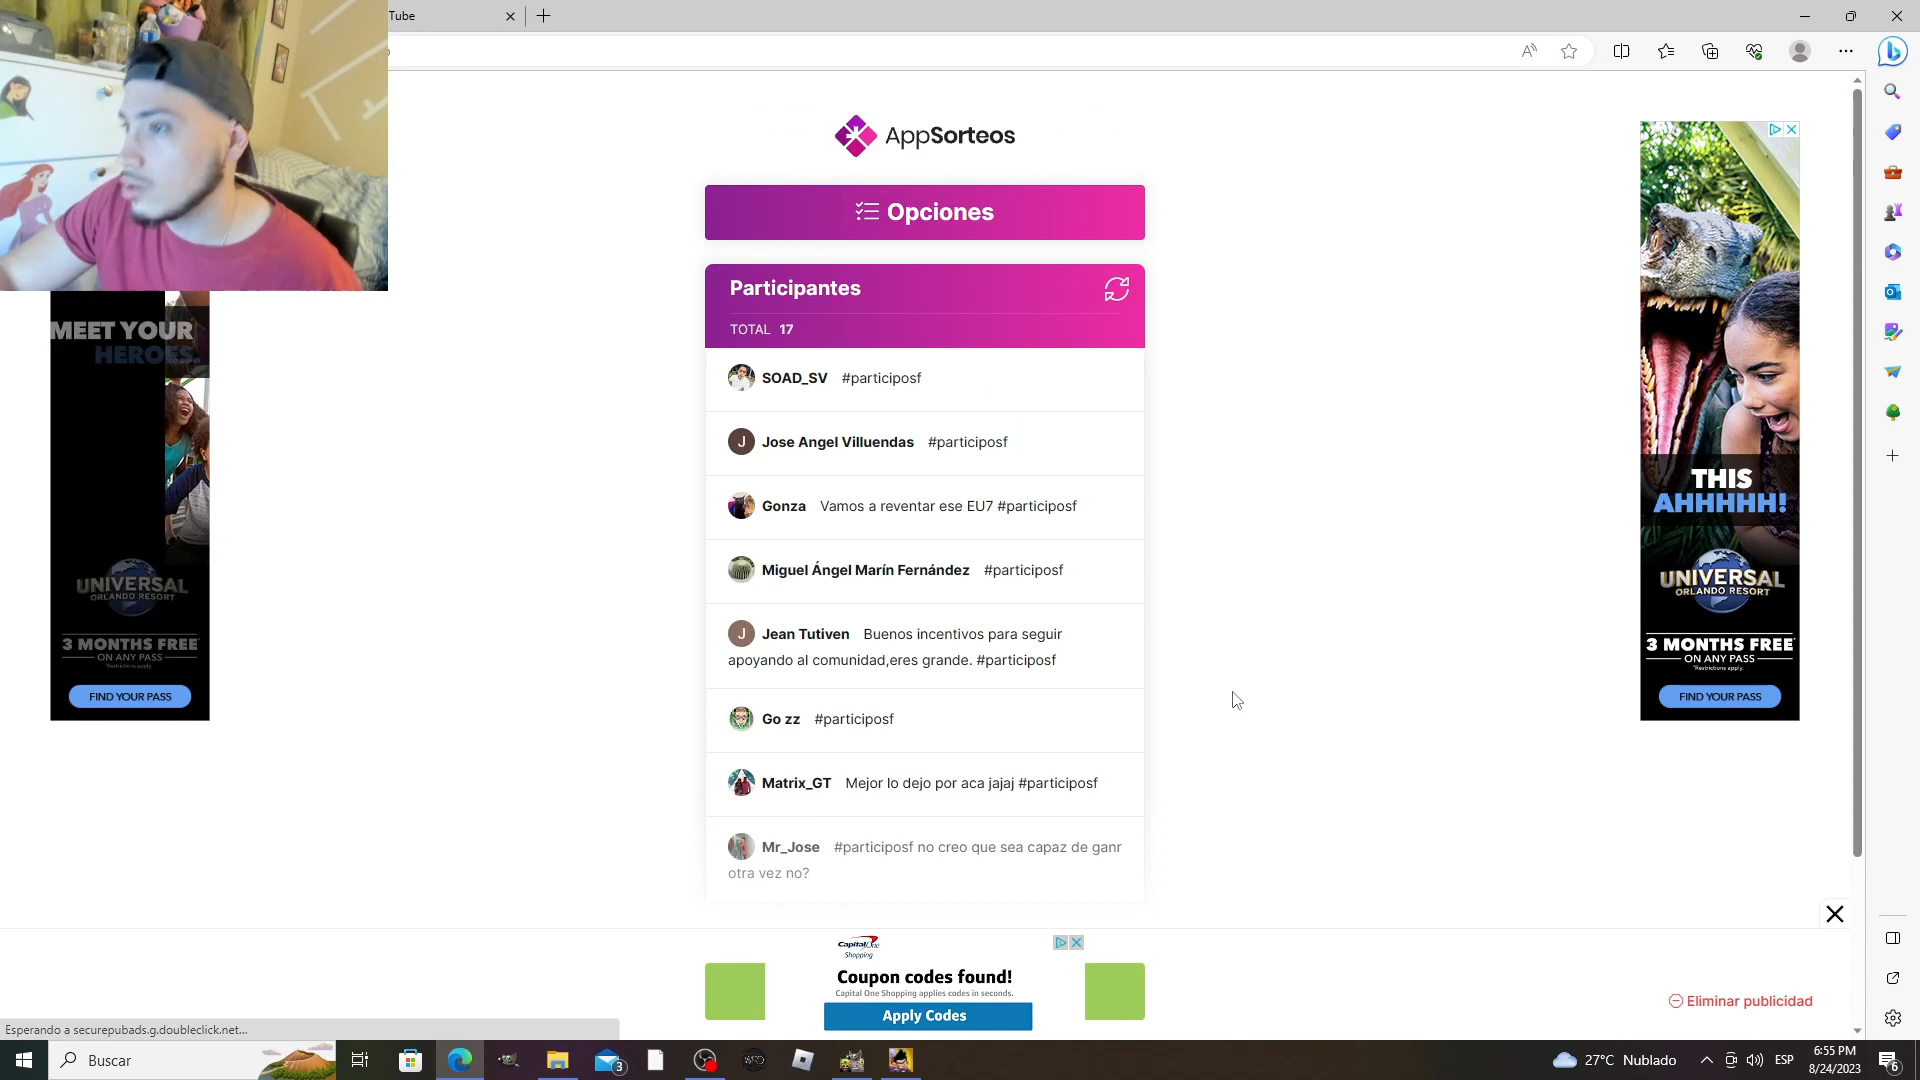 Tube
AppSorteos
Opciones
Participantes
TOTAL 17
SOAD_SV #participosf
J Jose Angel Villuendas #participosf
Gonza Vamos a reventar ese EU7 #participosf
Miguel Ángel Marín Fernández #participosf
J Jean Tutiven Buenos incentivos para seguir
apoyando al comunidad,eres grande. #participosf
Go zz #participosf
Matrix_GT Mejor lo dejo por aca jajaj #participosf
Mr_Jose #participosf no creo que sea capaz de ganr
otra vez no?
MEET YOUR
HEROES.
UNIVERSAL
ORLANDO RESORT
3 MONTHS FREE*
ON ANY PASS
*Restrictions apply.
FIND YOUR PASS
THIS
AHHHHH!
UNIVERSAL
ORLANDO RESORT
3 MONTHS FREE*
ON ANY PASS
*Restrictions apply.
FIND YOUR PASS
Capital One
Shopping
Coupon codes found!
Capital One Shopping applies codes in seconds.
Apply Codes
Eliminar publicidad
Esperando a securepubads.g.doubleclick.net...
Buscar
3
27°C Nublado
ESP
6:55 PM
8/24/2023
6